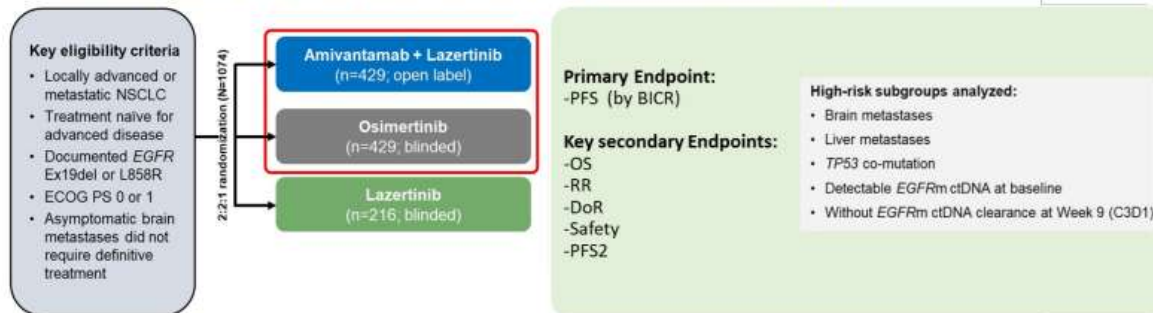 Key eligibility criteria
• Locally advanced or
metastatic NSCLC
• Treatment naïve for
advanced disease
• Documented EGFR
Ex19del or L858R
• ECOG PS 0 or 1
• Asymptomatic brain
metastases did not
require definitive
treatment
2:2:1 randomization (N=1074)
Amivantamab + Lazertinib
(n=429; open label)
Osimertinib
(n=429; blinded)
Lazertinib
(n=216, blinded)
Primary Endpoint:
-PFS (by BICR)
Key secondary Endpoints:
-OS
-RR
-DoR
-Safety
-PFS2
High-risk subgroups analyzed:
• Brain metastases
• Liver metastases
• TP53 co-mutation
• Detectable EGFRm ctDNA at baseline
• Without EGFRm ctDNA clearance at Week 9 (C3D1)